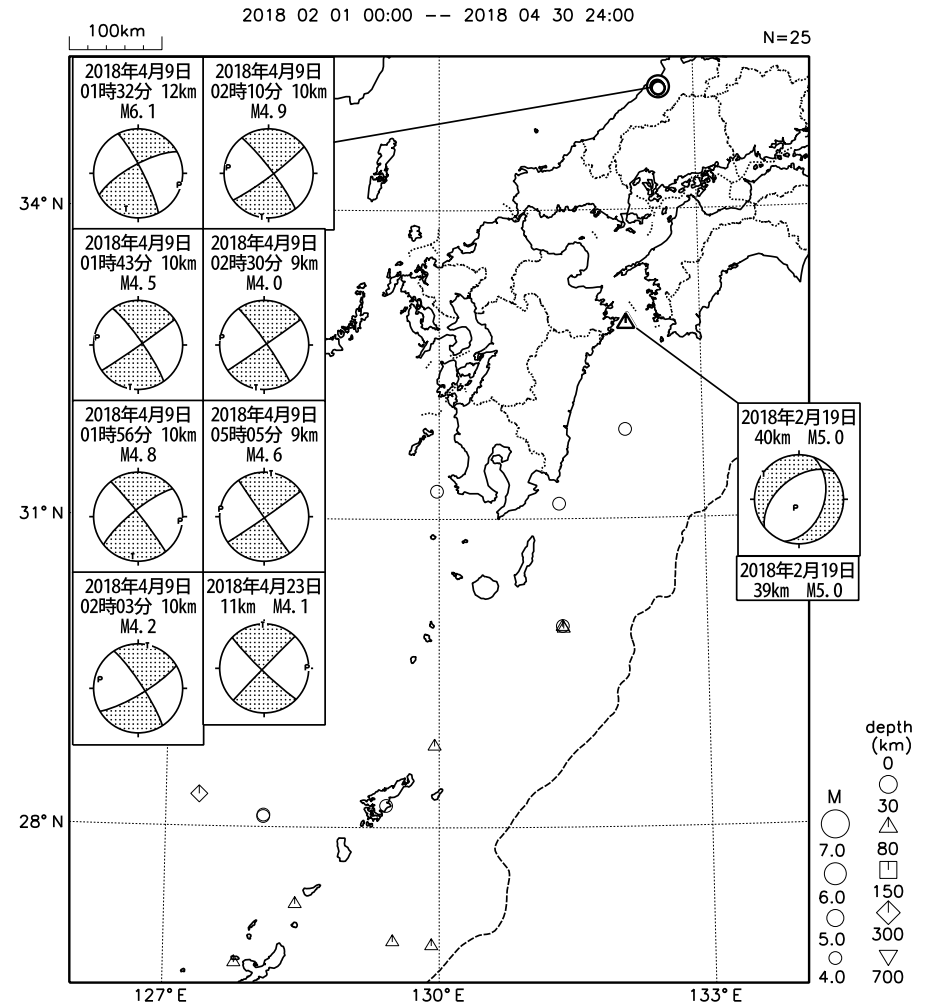 2018 02 01 00:00 -- 2018 04 30 24:00
100km
N=25
2018年4月9日
01時32分 12km
M6.1
P
T
2018年4月9日
02時10分 10km
M4.9
P
T
2018年4月9日
01時43分 10km
M4.5
P
T
2018年4月9日
02時30分 9km
M4.0
P
T
2018年4月9日
01時56分 10km
M4.8
P
T
2018年4月9日
05時05分 9km
M4.6
T
P
2018年4月9日
02時03分 10km
M4.2
T
P
2018年4月23日
11km M4.1
T
P
2018年2月19日
40km M5.0
T
P
2018年2月19日
39km M5.0
34°N
31°N
28°N
127°E
130°E
133°E
M
7.0
6.0
5.0
4.0
depth
(km)
0
30
80
150
300
700